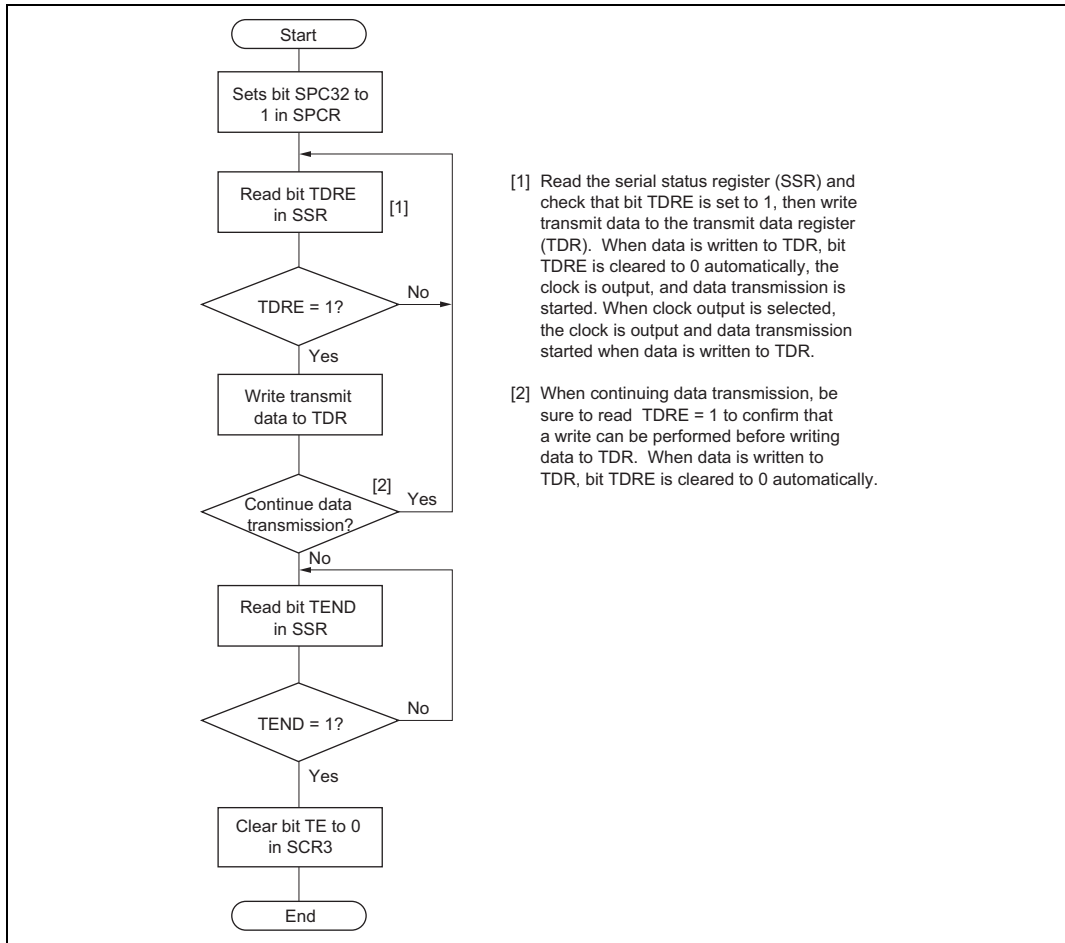 Start
Sets bit SPC32 to
1 in SPCR
Read bit TDRE
in SSR
[1]
TDRE = 1?
No
Yes
Write transmit
data to TDR
[2]
Continue data
transmission?
Yes
No
Read bit TEND
in SSR
TEND = 1?
No
Yes
Clear bit TE to 0
in SCR3
End
[1] Read the serial status register (SSR) and
check that bit TDRE is set to 1, then write
transmit data to the transmit data register
(TDR). When data is written to TDR, bit
TDRE is cleared to 0 automatically, the
clock is output, and data transmission is
started. When clock output is selected,
the clock is output and data transmission
started when data is written to TDR.
[2] When continuing data transmission, be
sure to read TDRE = 1 to confirm that
a write can be performed before writing
data to TDR. When data is written to
TDR, bit TDRE is cleared to 0 automatically.